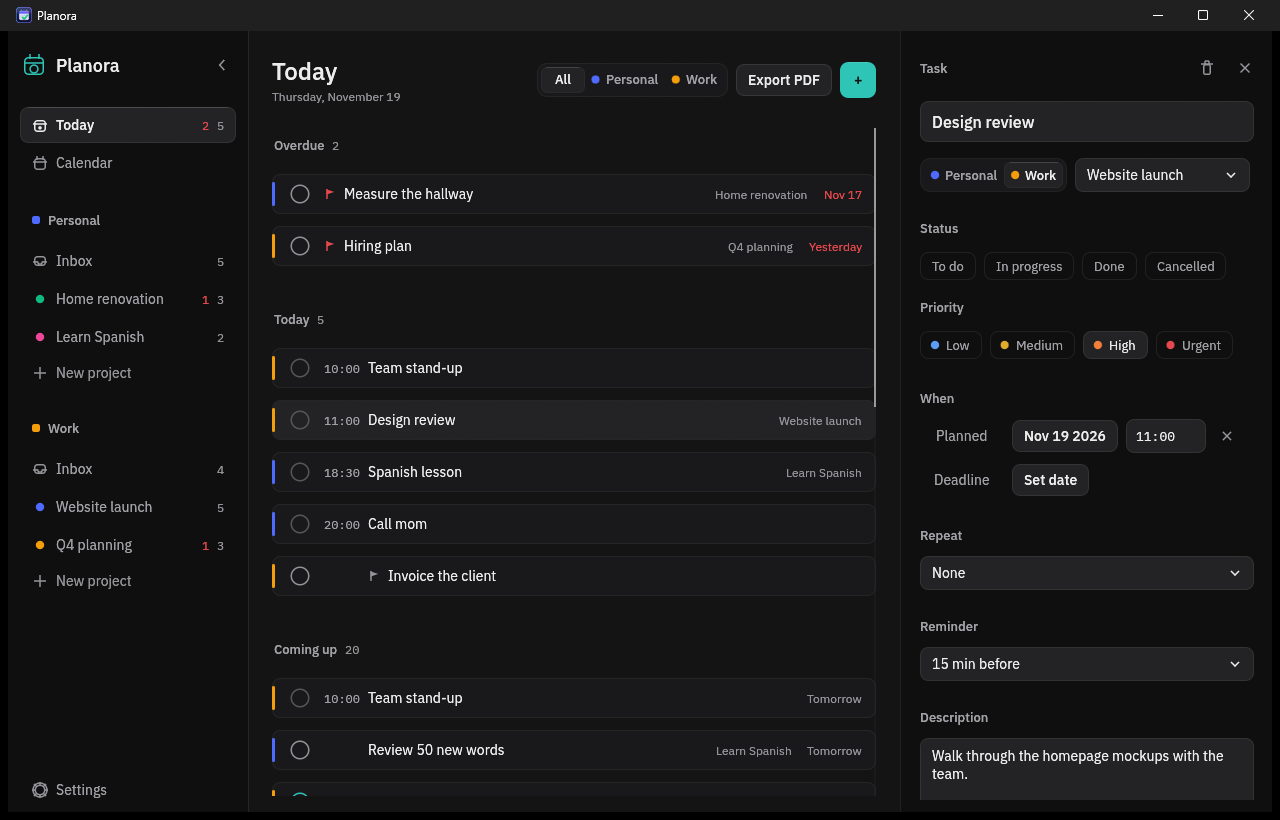 Planora
Planora
Today 2 5
Calendar
Personal
Inbox 5
Home renovation 1 3
Learn Spanish 2
New project
Work
Inbox 4
Website launch 5
Q4 planning 1 3
New project
Settings
Today
Thursday, November 19
All Personal Work Export PDF +
Overdue 2
Measure the hallway Home renovation Nov 17
Hiring plan Q4 planning Yesterday
Today 5
10:00 Team stand-up
11:00 Design review Website launch
18:30 Spanish lesson Learn Spanish
20:00 Call mom
Invoice the client
Coming up 20
10:00 Team stand-up Tomorrow
Review 50 new words Learn Spanish Tomorrow
Task
Design review
Personal Work Website launch
Status
To do In progress Done Cancelled
Priority
Low Medium High Urgent
When
Planned Nov 19 2026 11:00
Deadline Set date
Repeat
None
Reminder
15 min before
Description
Walk through the homepage mockups with the
team.